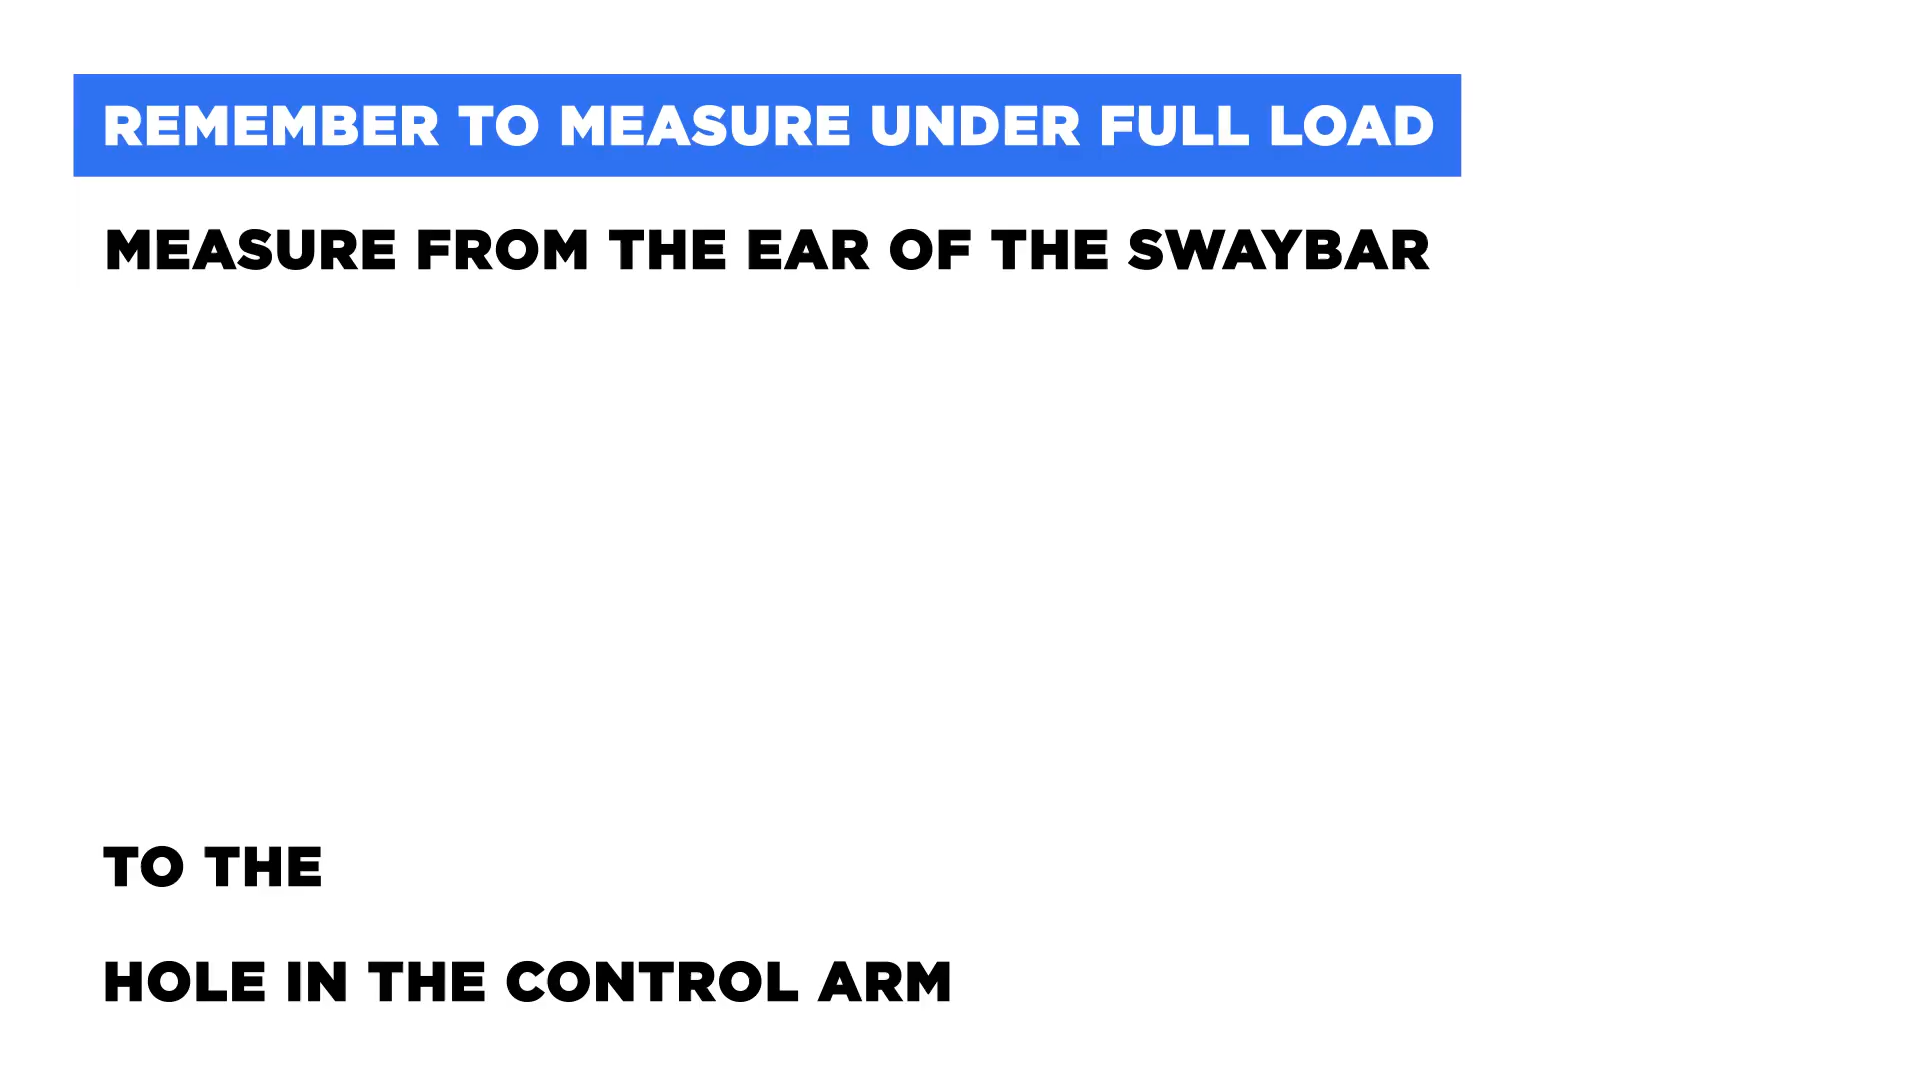 REMEMBER TO MEASURE UNDER FULL LOAD
MEASURE FROM THE EAR OF THE SWAYBAR
TO THE
HOLE IN THE CONTROL ARM